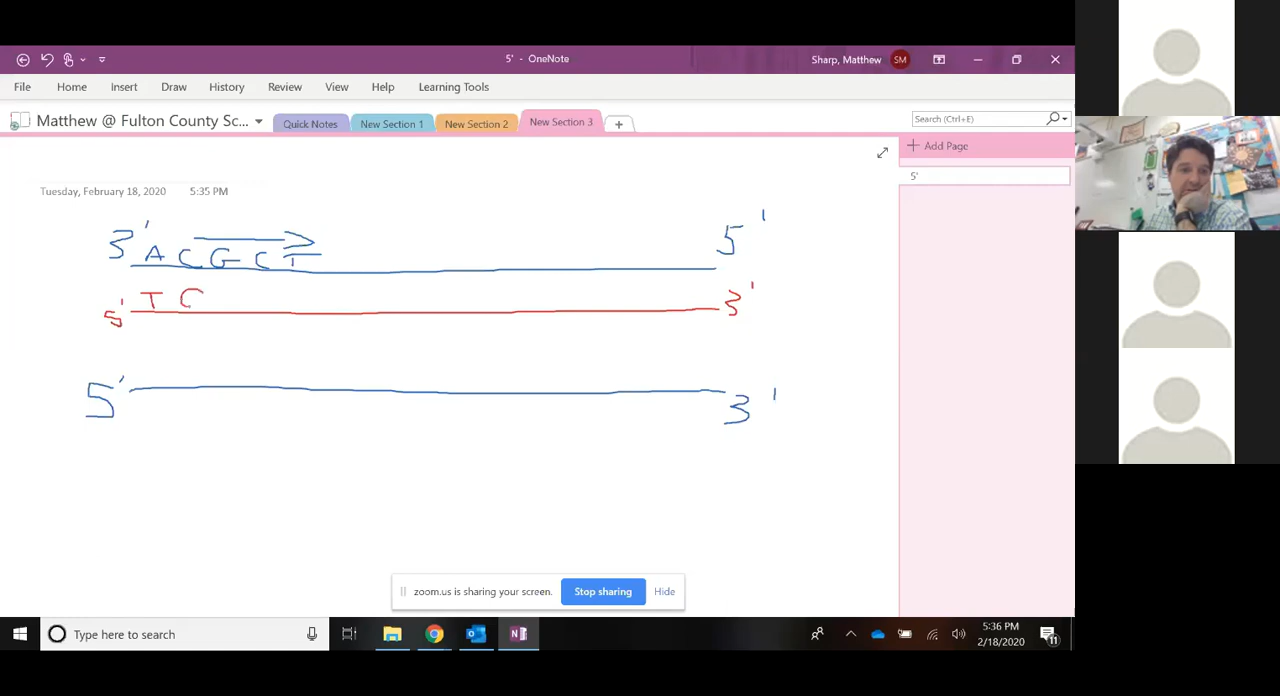 5' - OneNote
Sharp, Matthew SM
File Home Insert Draw History Review View Help Learning Tools
Matthew @ Fulton County Sc... Quick Notes New Section 1 New Section 2 New Section 3 +
Search (Ctrl+E)
Add Page
5'
Tuesday, February 18, 2020 5:35 PM
3' A C G C T 5'
5' T C 3'
5' 3'
zoom.us is sharing your screen. Stop sharing Hide
Type here to search
N
5:36 PM
2/18/2020
11